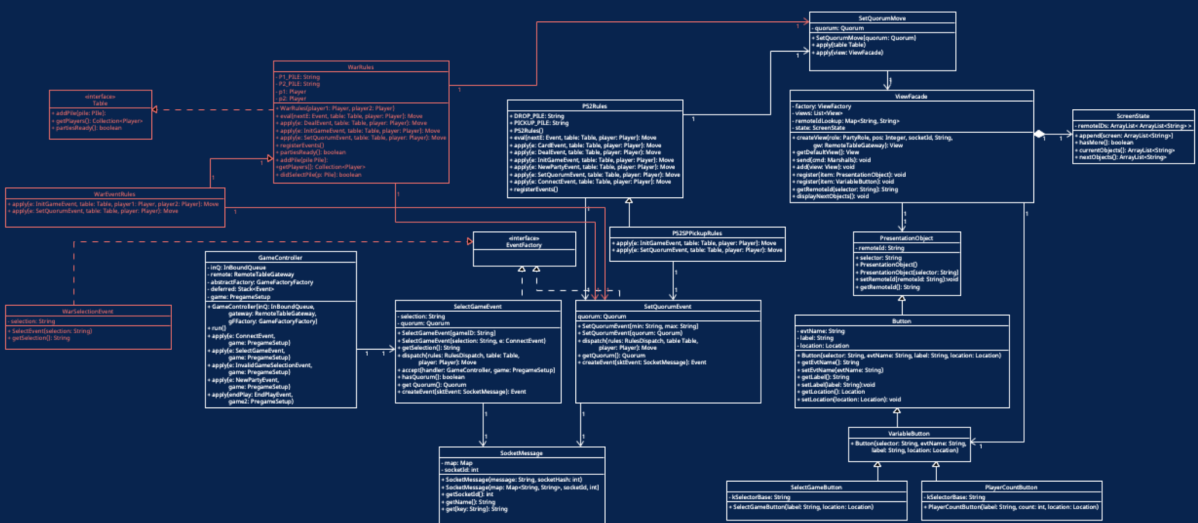 SetQuorumMove
- quorum: Quorum
+ SetQuorumMove(quorum: Quorum)
+ apply(table Table)
+ apply(view: ViewFacade)
WarRules
- P1_PILE: String
- P2_PILE: String
- p1: Player
- p2: Player
+ WarRules(player1: Player, player2: Player)
+ eval(nextE: Event, table: Table, player: Player): Move
+ apply(e: DealEvent, table: Table, player: Player): Move
+ apply(e: InitGameEvent, table: Table, player: Player): Move
+ apply(e: SetQuorumEvent, table: Table, player: Player): Move
+ registerEvents()
+ partiesReady(): boolean
+ addPile(pile Pile):
+getPlayers(): Collection<Player>
+ didSelectPile(p: Pile): boolean
«interface»
Table
+ addPile(pile: Pile):
+ getPlayers(): Collection<Player>
+ partiesReady(): boolean
PS2Rules
+ DROP_PILE: String
+ PICKUP_PILE: String
+ PS2Rules()
+ eval(nextE: Event, table: Table, player: Player): Move
+ apply(e: CardEvent, table: Table, player: Player): Move
+ apply(e: DealEvent, table: Table, player: Player): Move
+ apply(e: InitGameEvent, table: Table, player: Player): Move
+ apply(e: NewPartyEvent, table: Table, player: Player): Move
+ apply(e: SetQuorumEvent, table: Table, player: Player): Move
+ apply(e: ConnectEvent, table: Table, player: Player): Move
+ registerEvents()
ViewFacade
- factory: ViewFactory
- views: List<View>
- remoteIdLookup: Map<String, String>
- state: ScreenState
+ createView(role: PartyRole, pos: Integer, socketId, String,
gw: RemoteTableGateway): View
+ getDefaultView(): View
+ send(cmd: Marshalls): void
+ add(view: View): void
+ register(item: PresentationObject): void
+ register(item: VariableButton): void
+ getRemoteId(selector: String): String
+ displayNextObjects(): void
ScreenState
- remoteIDs: ArrayList< ArrayList<String> >
+ append(screen: ArrayList<String>)
+ hasMore(): boolean
+ currentObjects(): ArrayList<String>
+ nextObjects(): ArrayList<String>
WarEventRules
+ apply(e: InitGameEvent, table: Table, player1: Player, player2: Player): Move
+ apply(e: SetQuorumEvent, table: Table, player: Player): Move
PS2SPPickupRules
+ apply(e: InitGameEvent, table: Table, player: Player): Move
+ apply(e: SetQuorumEvent, table: Table, player: Player): Move
«interface»
EventFactory
PresentationObject
- remoteId: String
+ selector: String
+ PresentationObject()
+ PresentationObject(selector: String)
+ setRemoteId(remoteId: String):void
+ getRemoteId(): String
GameController
- inQ: InBoundQueue
- remote: RemoteTableGateway
- abstractFactory: GameFactoryFactory
- deferred: Stack<Event>
- game: PregameSetup
+ GameController(inQ: InBoundQueue,
gateway: RemoteTableGateway,
gFFactory: GameFactoryFactory)
+ run()
+ apply(e: ConnectEvent,
game: PregameSetup)
+ apply(e: SelectGameEvent,
game: PregameSetup)
+ apply(e: InvalidGameSelectionEvent,
game: PregameSetup)
+ apply(e: NewPartyEvent,
game: PregameSetup)
+ apply(endPlay: EndPlayEvent,
game2: PregameSetup)
WarSelectionEvent
- selection: String
+ SelectEvent(selection: String)
+ getSelection(): String
SelectGameEvent
- selection: String
- quorum: Quorum
+ SelectGameEvent(gameID: String)
+ SelectGameEvent(selection: String, e: ConnectEvent)
+ getSelection(): String
+ dispatch(rules: RulesDispatch, table: Table,
player: Player): Move
+ accept(handler: GameController, game: PregameSetup)
+ hasQuorum(): boolean
+ get Quorum(): Quorum
+ createEvent(sktEvent: SocketMessage): Event
SetQuorumEvent
quorum: Quorum
+ SetQuorumEvent(min: String, max: String)
+ SetQuorumEvent(quorum: Quorum)
+ dispatch(rules: RulesDispatch, table Table,
player: Player): Move
+ getQuorum(): Quorum
+ createEvent(sktEvent: SocketMessage): Event
Button
- evtName: String
- label: String
- location: Location
+ Button(selector: String, evtName: String, label: String, location: Location)
+ getEvtName(): String
+ setEvtName(evtName: String)
+ getLabel(): String
+ setLabel(label: String):void
+ getLocation(): Location
+ setLocation(location: Location): void
VariableButton
+ Button(selector: String, evtName: String,
label: String, location: Location)
SocketMessage
- map: Map
- socketId: int
+ SocketMessage(message: String, socketHash: int)
+ SocketMessage(map: Map<String, String>, socketId, int)
+ getSocketId(): int
+ getName(): String
+ get(key: String): String
SelectGameButton
- kSelectorBase: String
+ SelectGameButton(label: String, location: Location)
PlayerCountButton
- kSelectorBase: String
+ PlayerCountButton(label: String, count: int, location: Location)